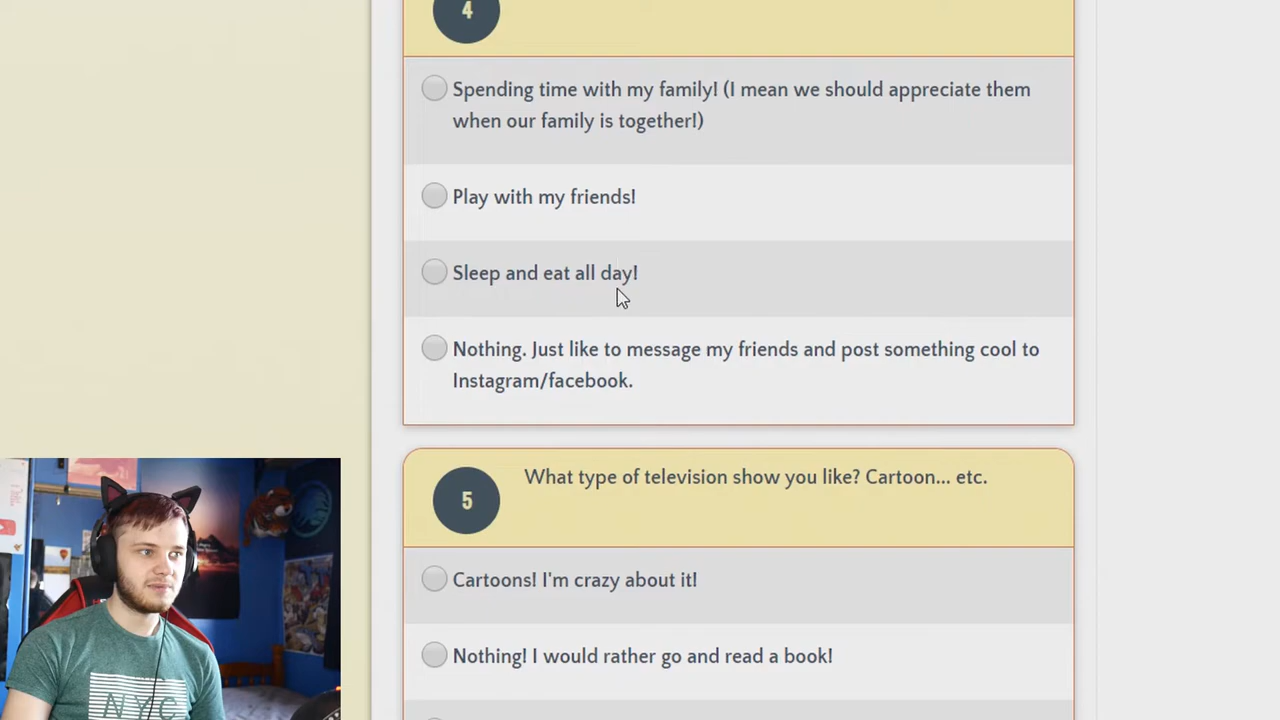 4
Spending time with my family! (I mean we should appreciate them
when our family is together!)
Play with my friends!
Sleep and eat all day!
Nothing. Just like to message my friends and post something cool to
Instagram/facebook.
5
What type of television show you like? Cartoon... etc.
Cartoons! I'm crazy about it!
Nothing! I would rather go and read a book!
NYC